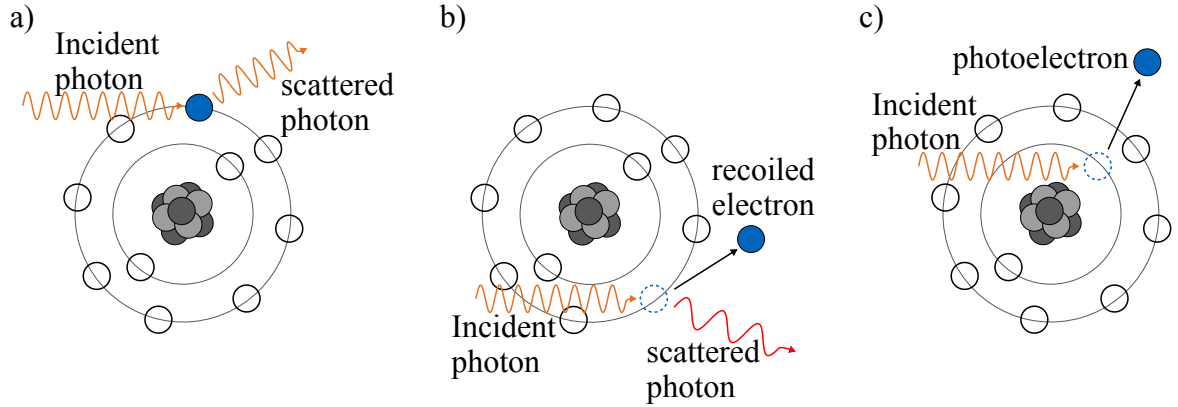 a)
Incident
photon
scattered
photon
b)
recoiled
electron
Incident
photon
scattered
photon
c)
photoelectron
Incident
photon